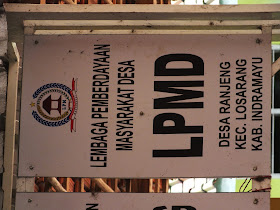 LEMBAGA PEMBERDAYAAN
MASYARAKAT DESA
LPMD
DESA RANJENG
KEC. LOSARANG
KAB. INDRAMAYU